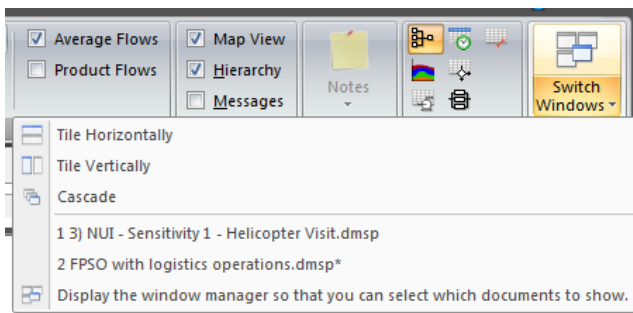 Average Flows
Product Flows
Map View
Hierarchy
Messages
Notes
Switch
Windows
Tile Horizontally
Tile Vertically
Cascade
1 3) NUI - Sensitivity 1 - Helicopter Visit.dmsp
2 FPSO with logistics operations.dmsp*
Display the window manager so that you can select which documents to show.